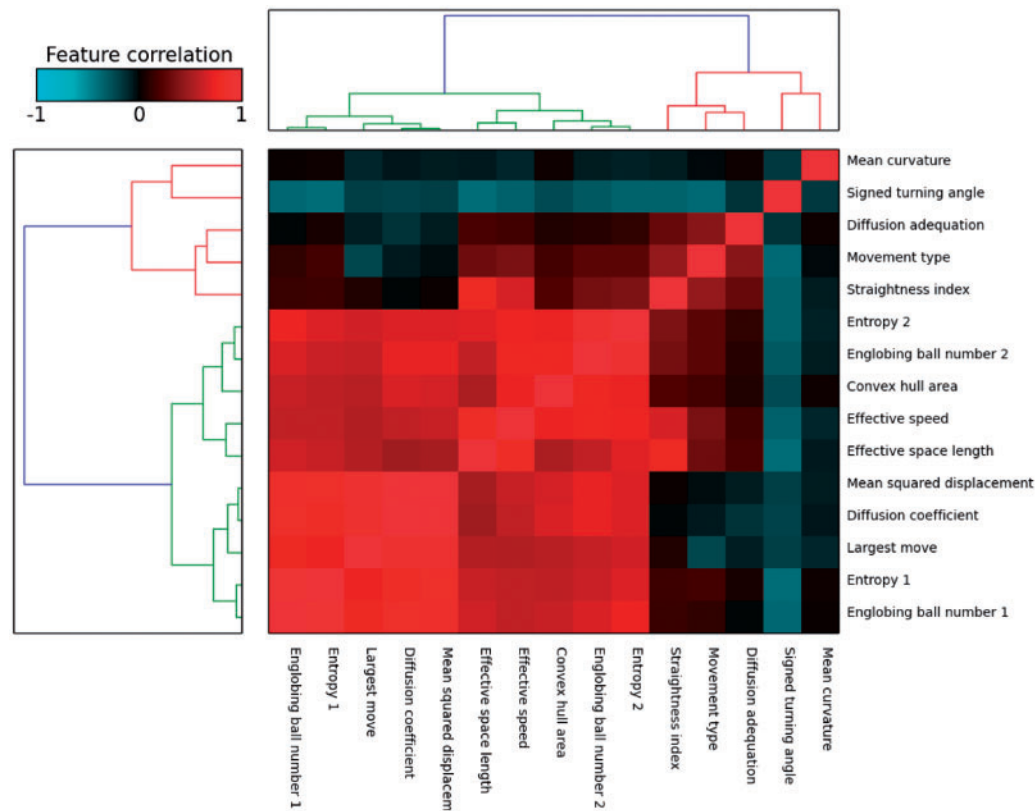 Feature correlation
-1 0 1
Mean curvature
Signed turning angle
Diffusion adequation
Movement type
Straightness index
Entropy 2
Englobing ball number 2
Convex hull area
Effective speed
Effective space length
Mean squared displacement
Diffusion coefficient
Largest move
Entropy 1
Englobing ball number 1
Englobing ball number 1
Entropy 1
Largest move
Diffusion coefficient
Mean squared displacem
Effective space length
Effective speed
Convex hull area
Englobing ball number 2
Entropy 2
Straightness index
Movement type
Diffusion adequation
Signed turning angle
Mean curvature